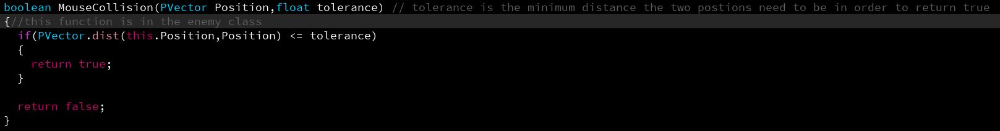 boolean MouseCollision(PVector Position,float tolerance) // tolerance is the minimum distance the two postions need to be in order to return true
{//this function is in the enemy class
  if(PVector.dist(this.Position,Position) <= tolerance)
  {
    return true;
  }

  return false;
}